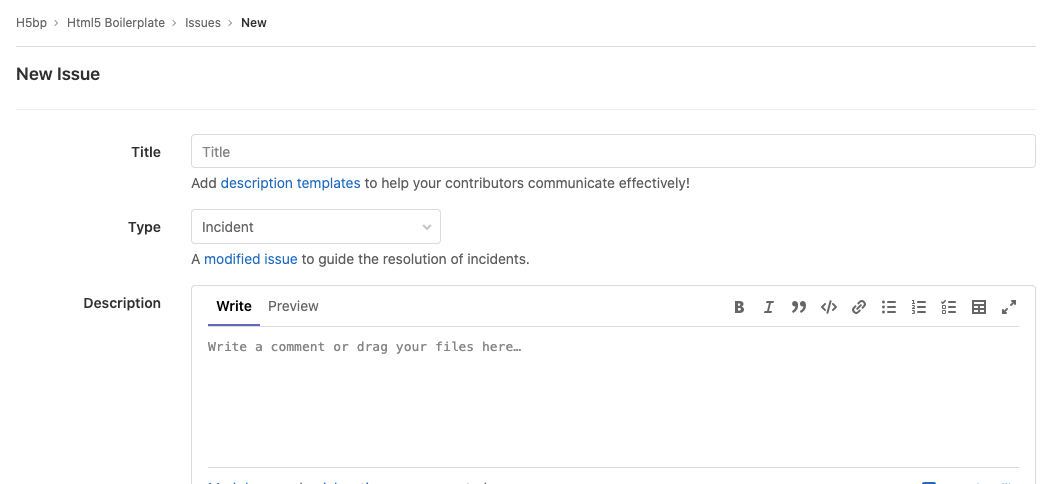 H5bp › Html5 Boilerplate › Issues › New
New Issue
Title
Title
Add description templates to help your contributors communicate effectively!
Type
Incident
A modified issue to guide the resolution of incidents.
Description
Write Preview
Write a comment or drag your files here…